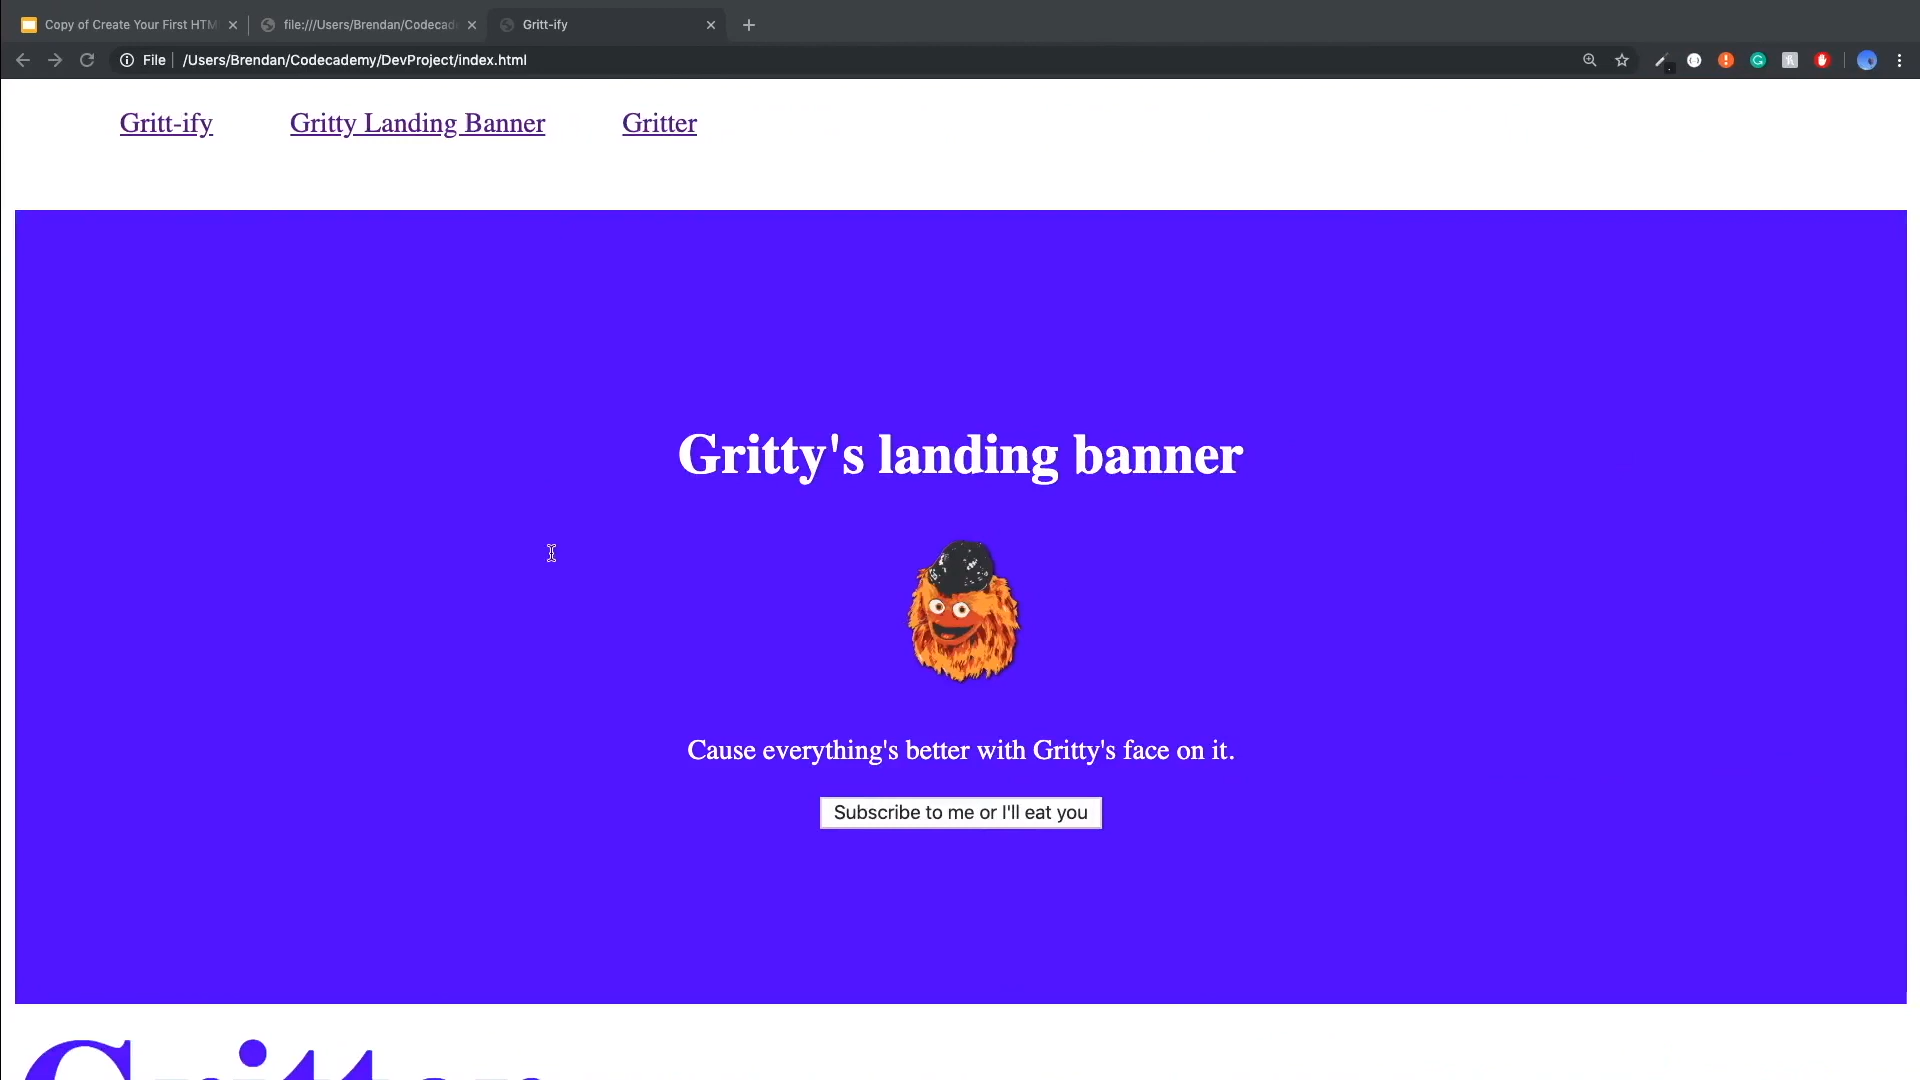 Copy of Create Your First HTM
file:///Users/Brendan/Codecad
Gritt-ify
File /Users/Brendan/Codecademy/DevProject/index.html
Gritt-ify Gritty Landing Banner Gritter
Gritty's landing banner
Cause everything's better with Gritty's face on it.
Subscribe to me or I'll eat you
Gritter